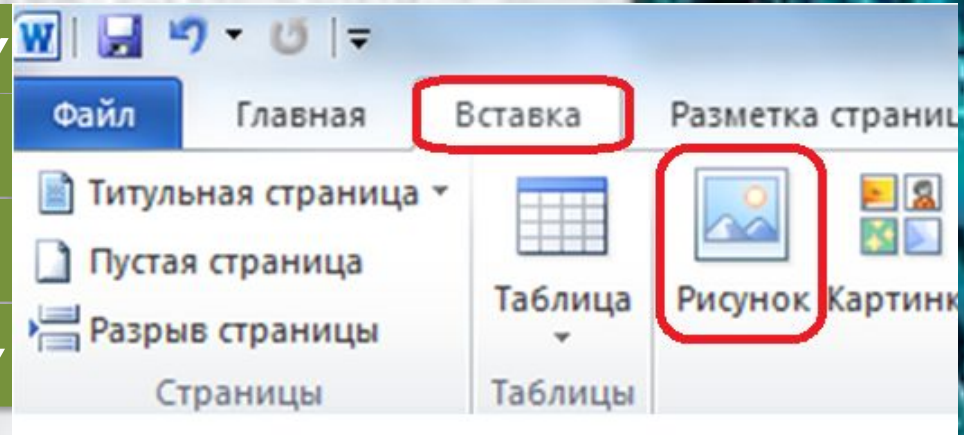 W
Файл Главная Вставка Разметка страниц
Титульная страница
Пустая страница
Разрыв страницы
Таблица Рисунок Картинк
Страницы Таблицы